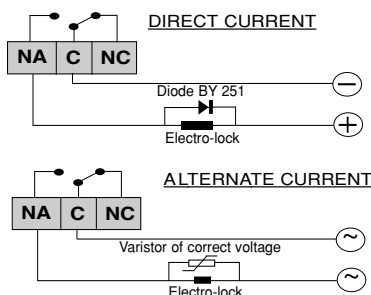 DIRECT CURRENT
NA C NC
Diode BY 251
−
+
Electro-lock
ALTERNATE CURRENT
NA C NC
Varistor of correct voltage
~
~
Electro-lock